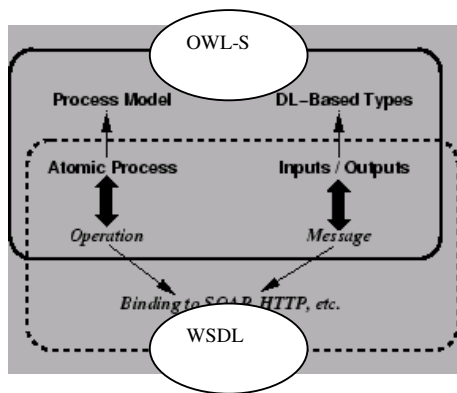 OWL-S
Process Model DL-Based Types
Atomic Process Inputs / Outputs
Operation Message
Binding to SOAP, HTTP, etc.
WSDL